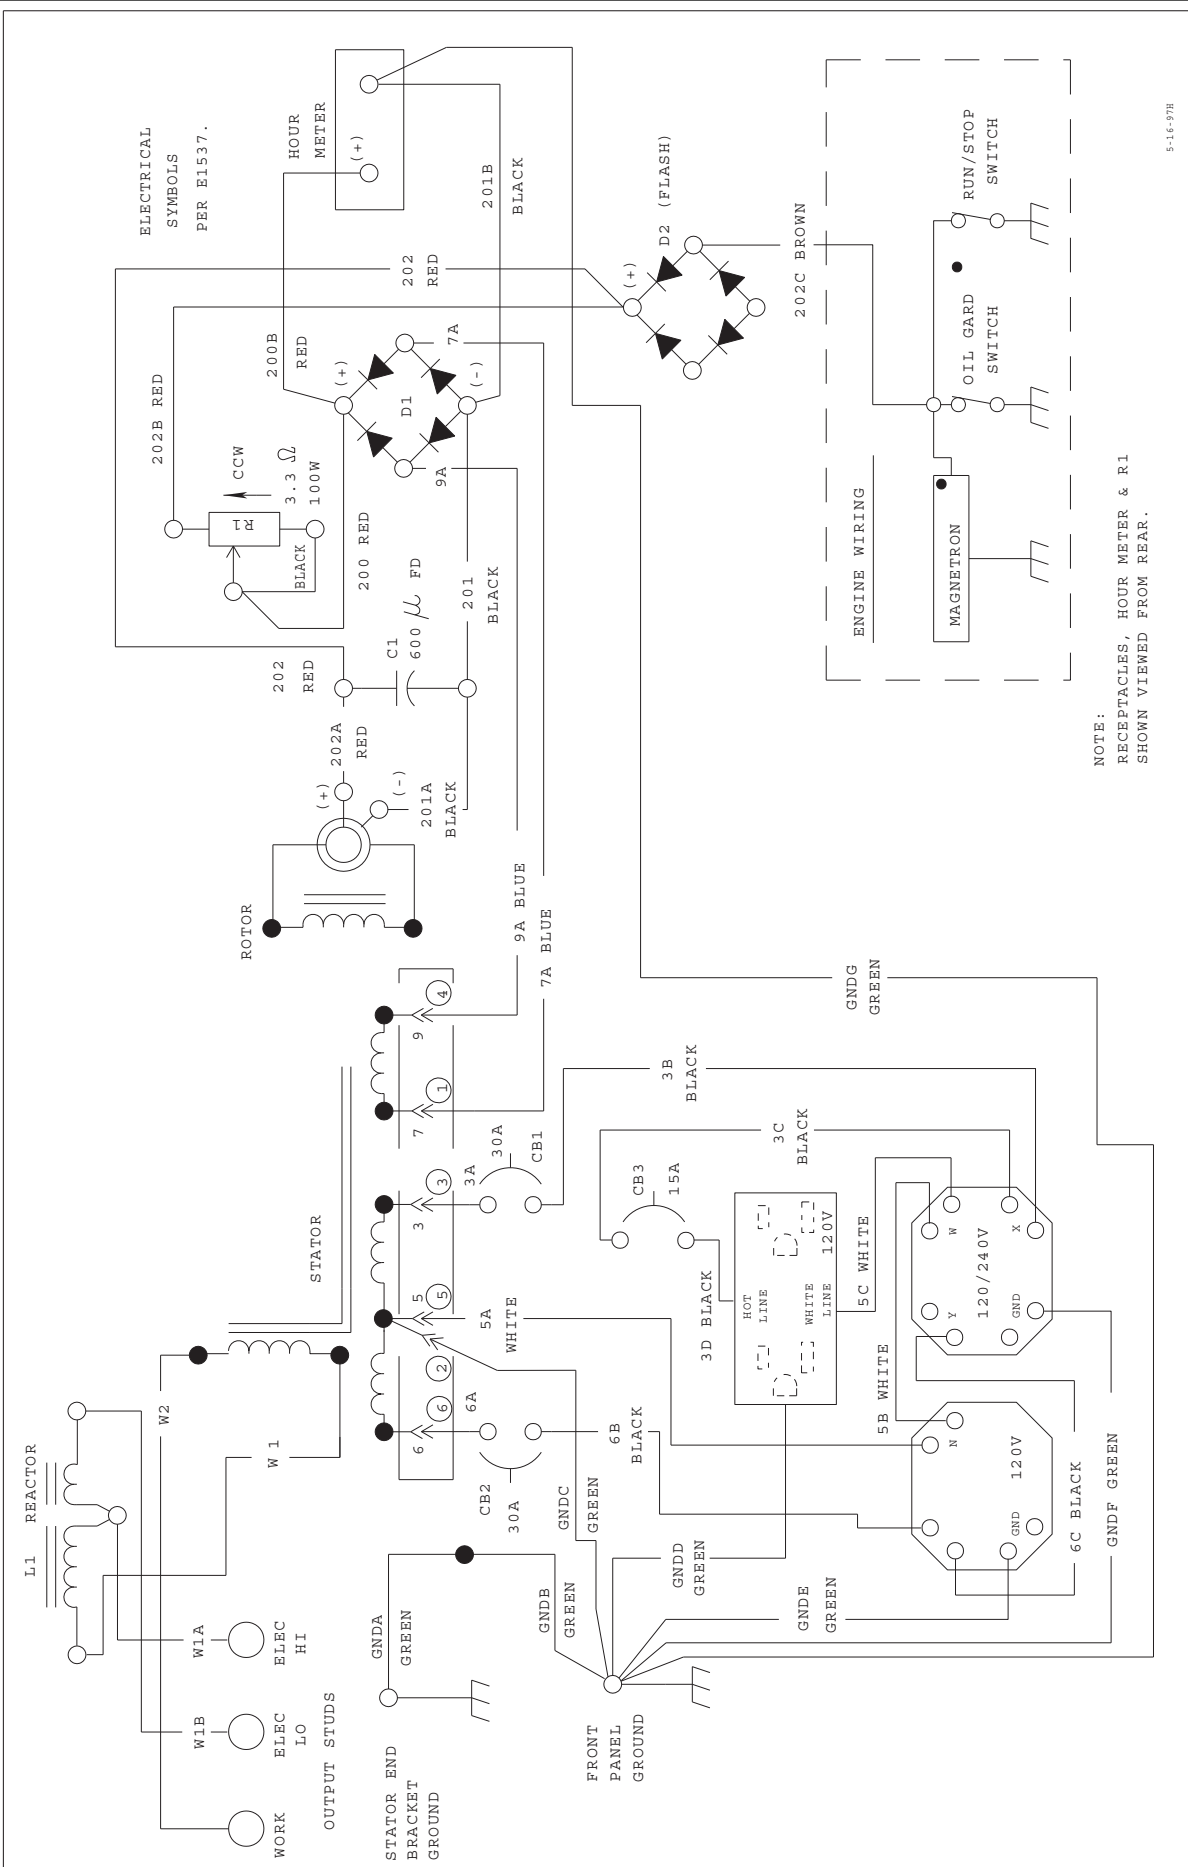 ELECTRICAL
SYMBOLS
PER E1537.
HOUR
METER
(+)
201B
BLACK
202
RED
200B
RED
202B RED
CCW
3.3 Ω
100W
R1
BLACK
200 RED
(+)
7A
(-)
D1
9A
D2 (FLASH)
(+)
202C BROWN
RUN/STOP
SWITCH
OIL GARD
SWITCH
MAGNETRON
ENGINE WIRING
NOTE:
RECEPTACLES, HOUR METER & R1
SHOWN VIEWED FROM REAR.
5-16-97H
202
RED
C1
600 μ FD
201
BLACK
202A
RED
(+)
(-)
201A
BLACK
ROTOR
9A BLUE
7A BLUE
GNDG
GREEN
STATOR
9
4
7
1
3
3
5
5
2
6
6
3A
30A
CB1
5A
WHITE
6A
CB2
30A
6B
BLACK
3B
BLACK
3C
BLACK
CB3
15A
3D BLACK
HOT
LINE
WHITE
LINE
120V
5C WHITE
5B WHITE
W
X
Y
GND
120/240V
N
GND
120V
6C BLACK
GNDF GREEN
GNDC
GREEN
GNDD
GREEN
GNDE
GREEN
GNDB
GREEN
GNDA
GREEN
W2
W 1
L1 REACTOR
W1A
W1B
ELEC
HI
ELEC
LO
WORK
OUTPUT STUDS
STATOR END
BRACKET
GROUND
FRONT
PANEL
GROUND